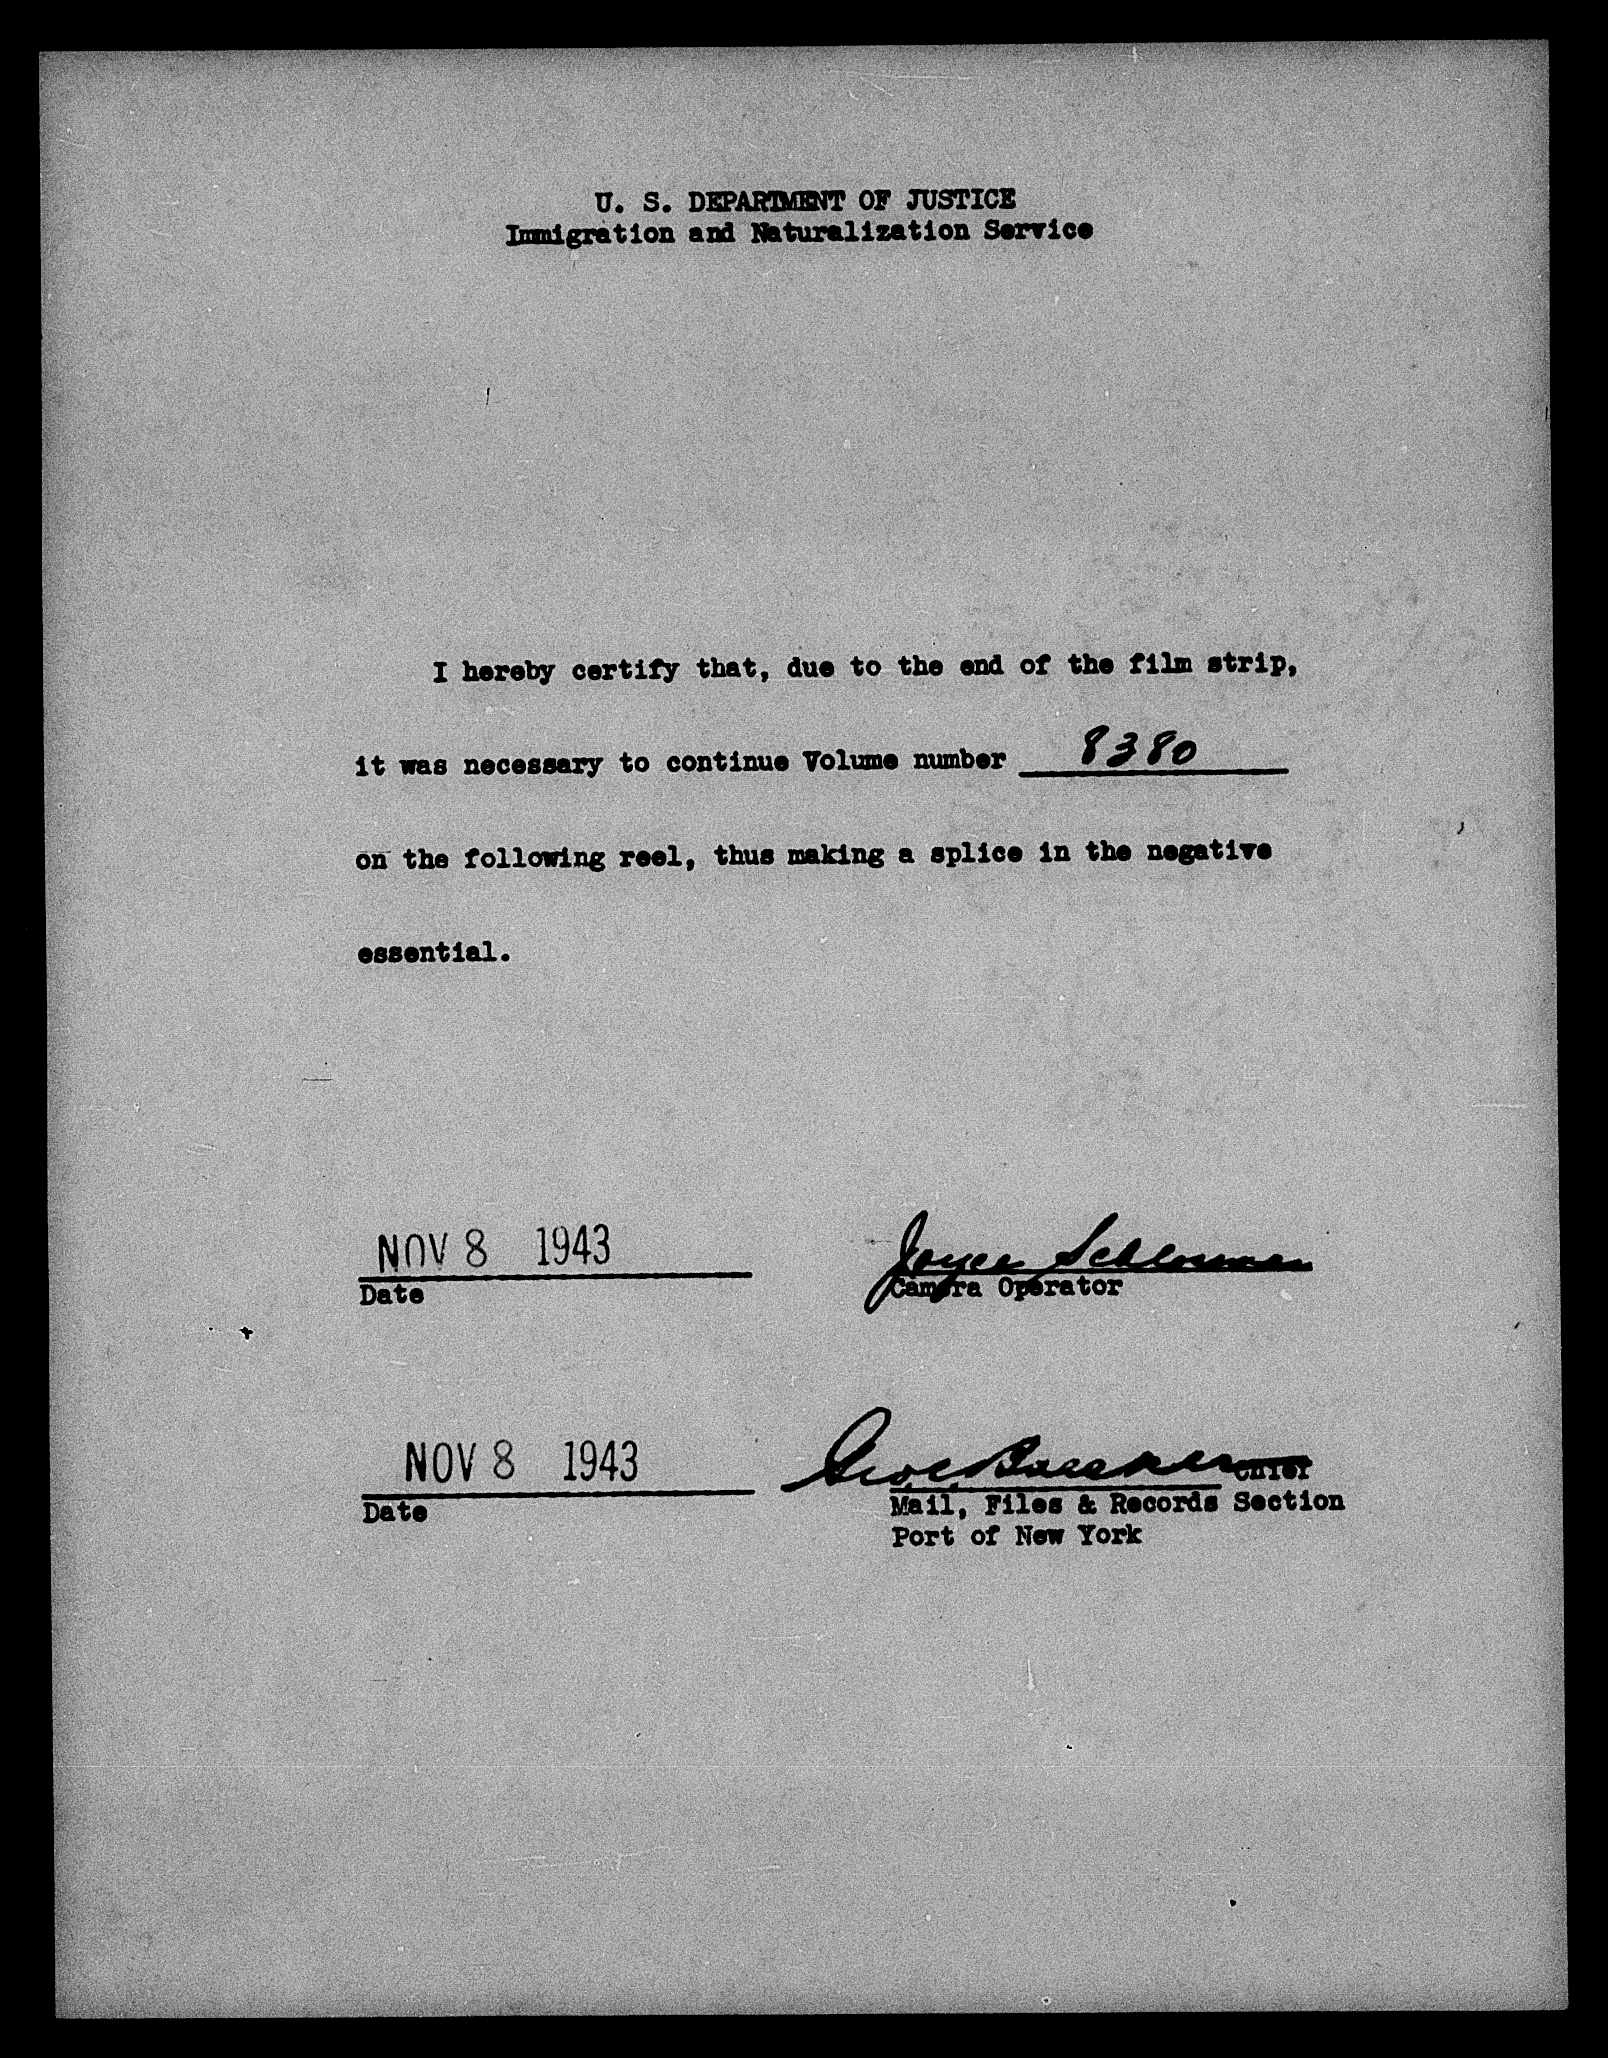 U. S. DEPARTMENT OF JUSTICE
Immigration and Naturalization Service
I hereby certify that, due to the end of the film strip,
it was necessary to continue Volume number 8380
on the following reel, thus making a splice in the negative
essential.
NOV 8 1943
Date
Joyce
Camera Operator
NOV 8 1943
Date
Geo. Chief
Mail, Files & Records Section
Port of New York